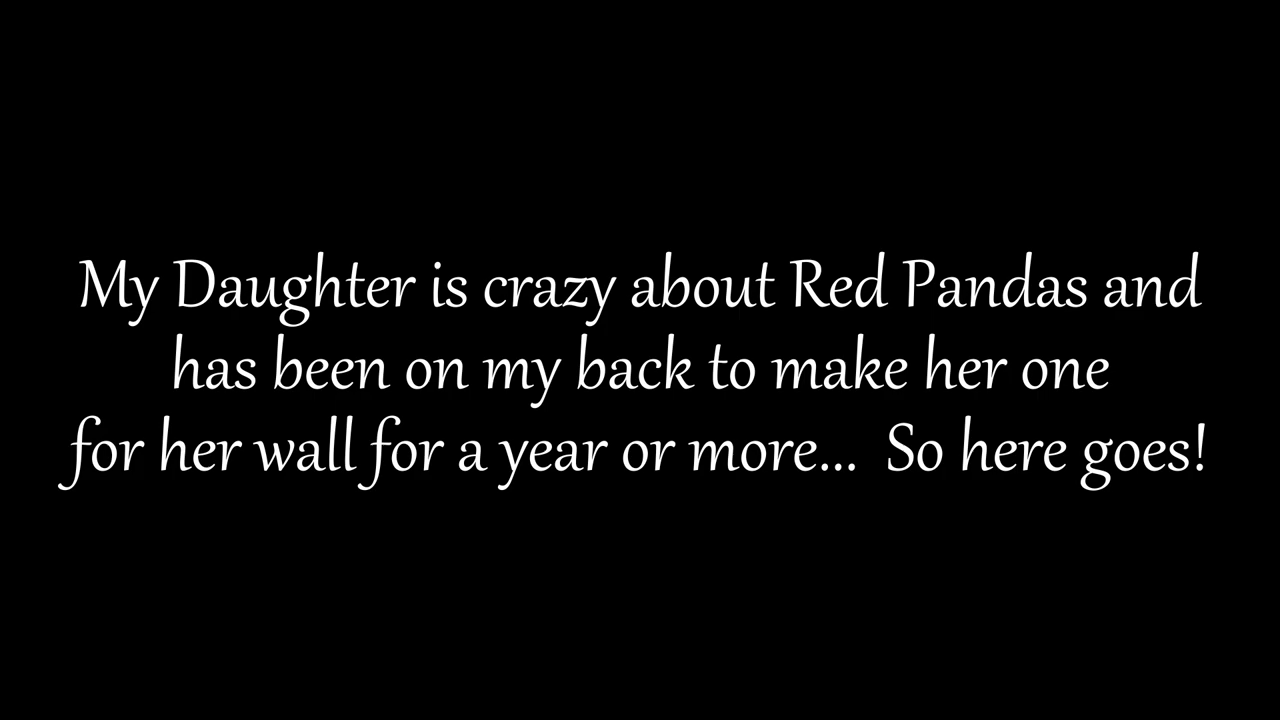 My Daughter is crazy about Red Pandas and
has been on my back to make her one
for her wall for a year or more... So here goes!